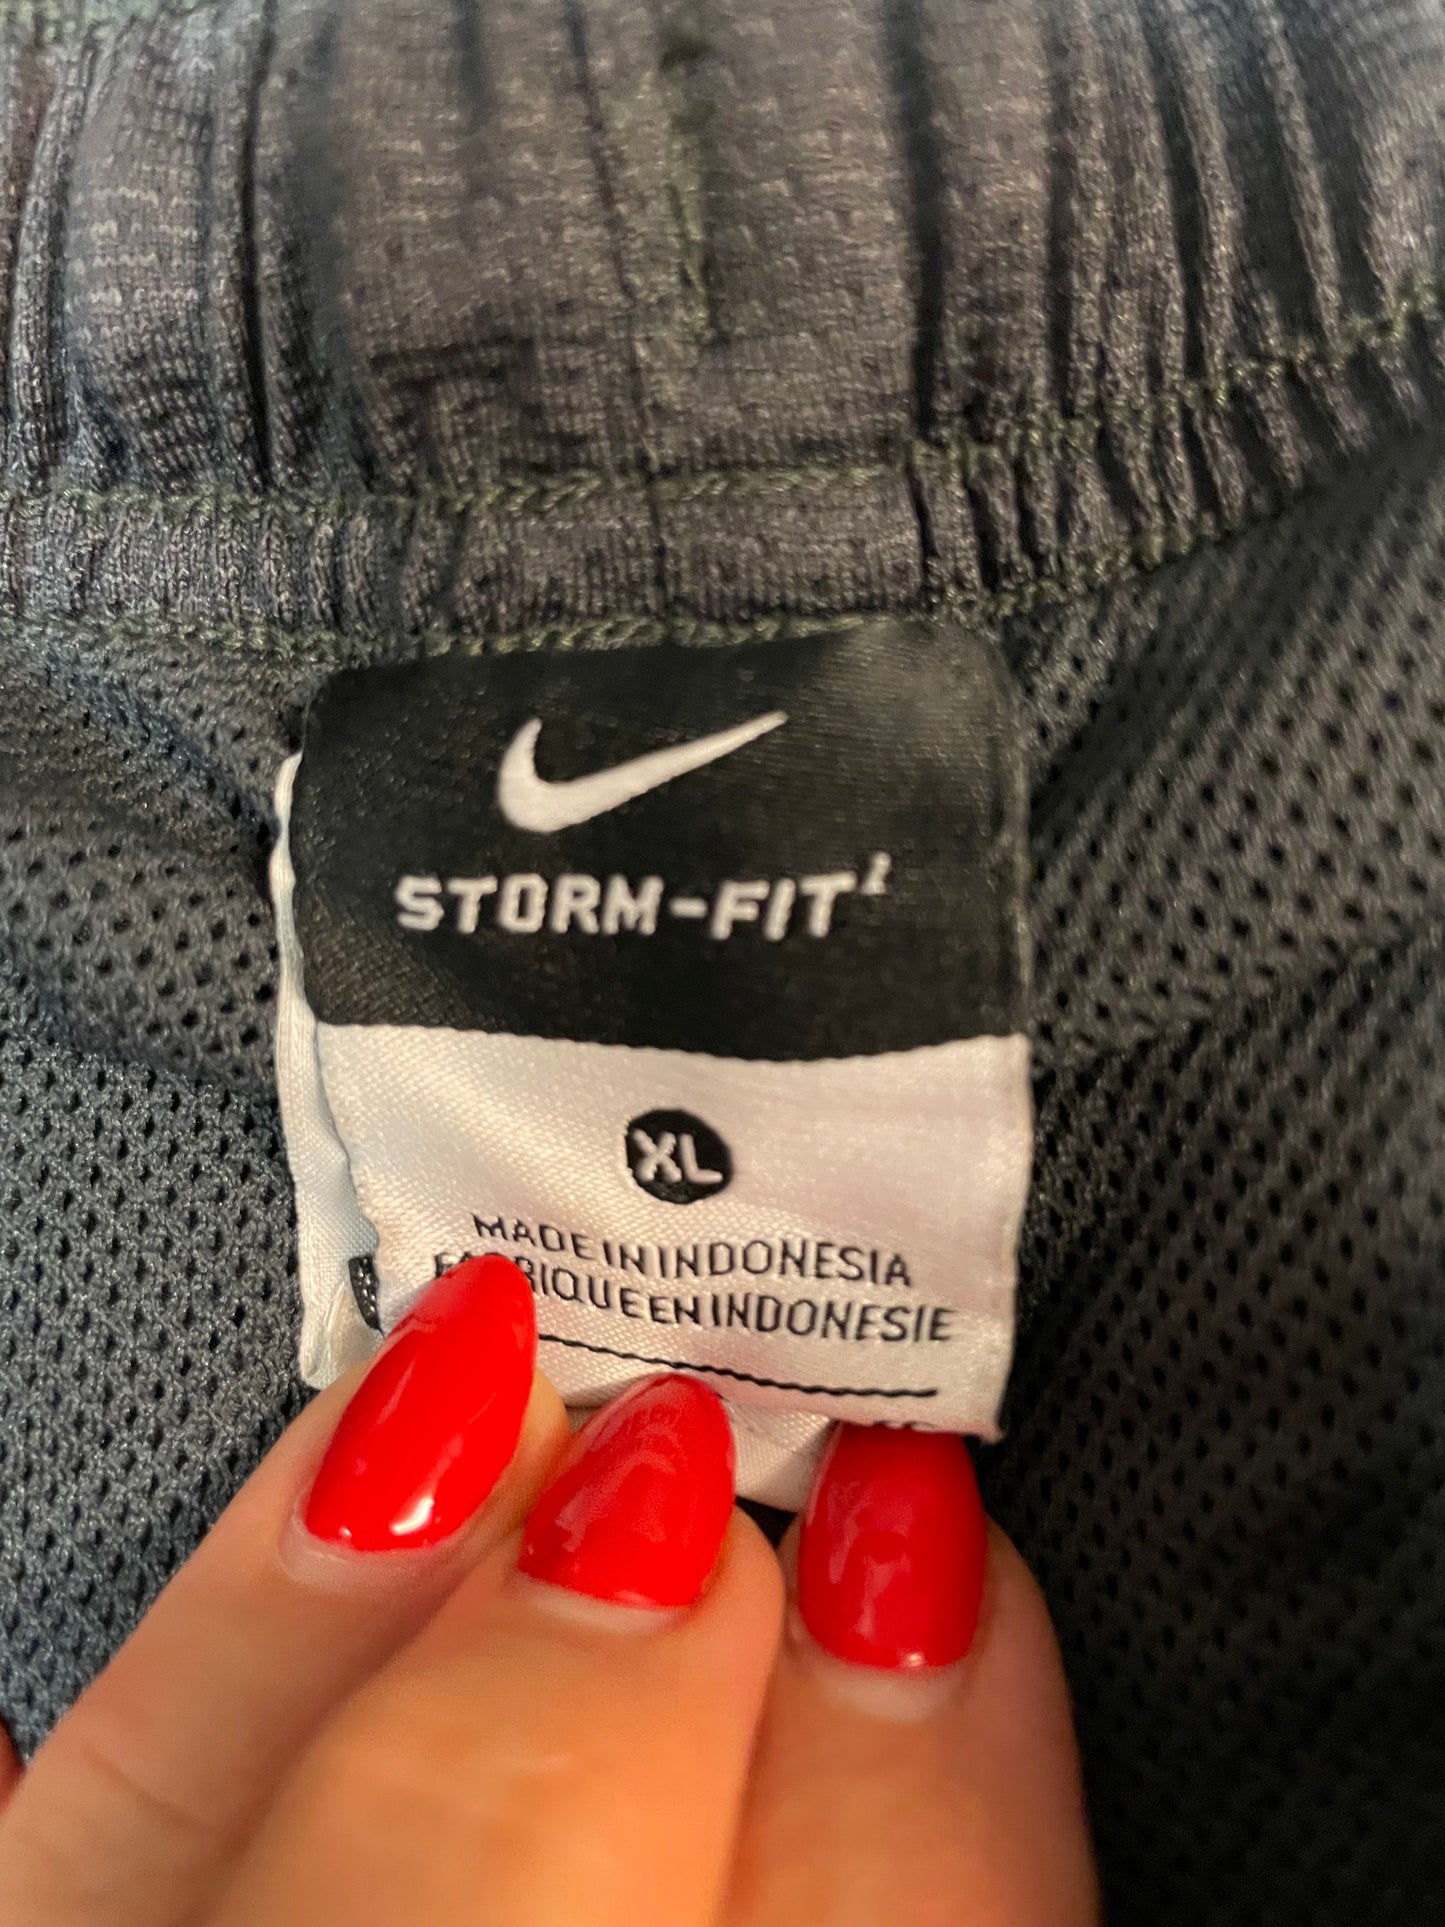 STORM-FIT
XL
MADE IN INDONESIA
FABRIQUE EN INDONESIE